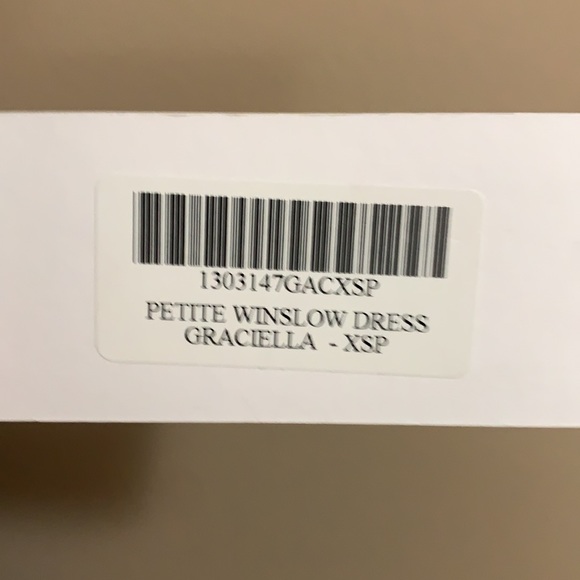 1303147GACXSP
PETITE WINSLOW DRESS
GRACIELLA - XSP